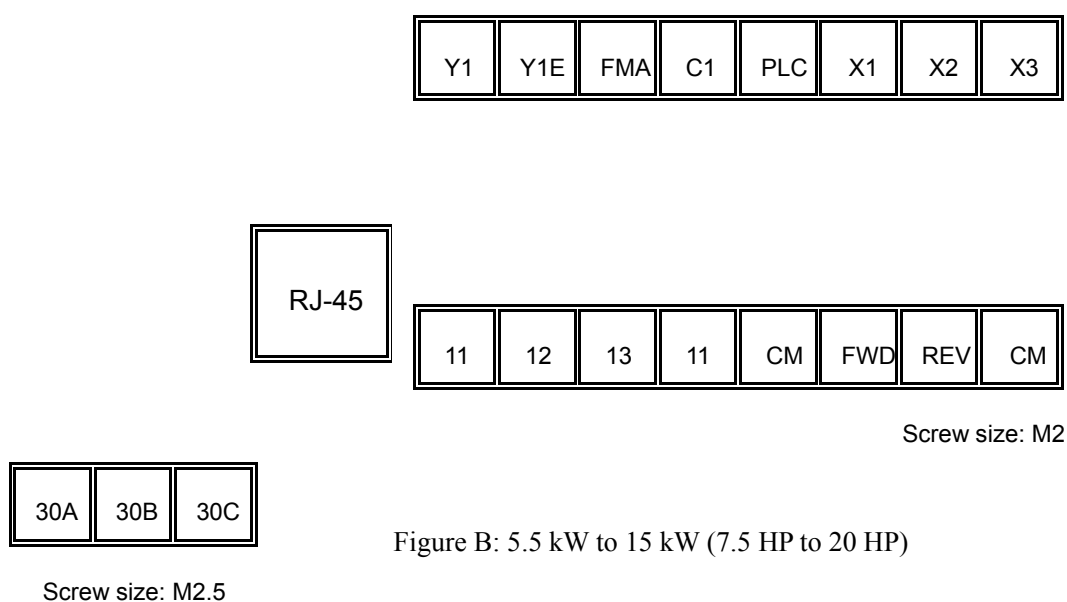 Y1 Y1E FMA C1 PLC X1 X2 X3
RJ-45
11 12 13 11 CM FWD REV CM
Screw size: M2
30A 30B 30C
Figure B: 5.5 kW to 15 kW (7.5 HP to 20 HP)
Screw size: M2.5